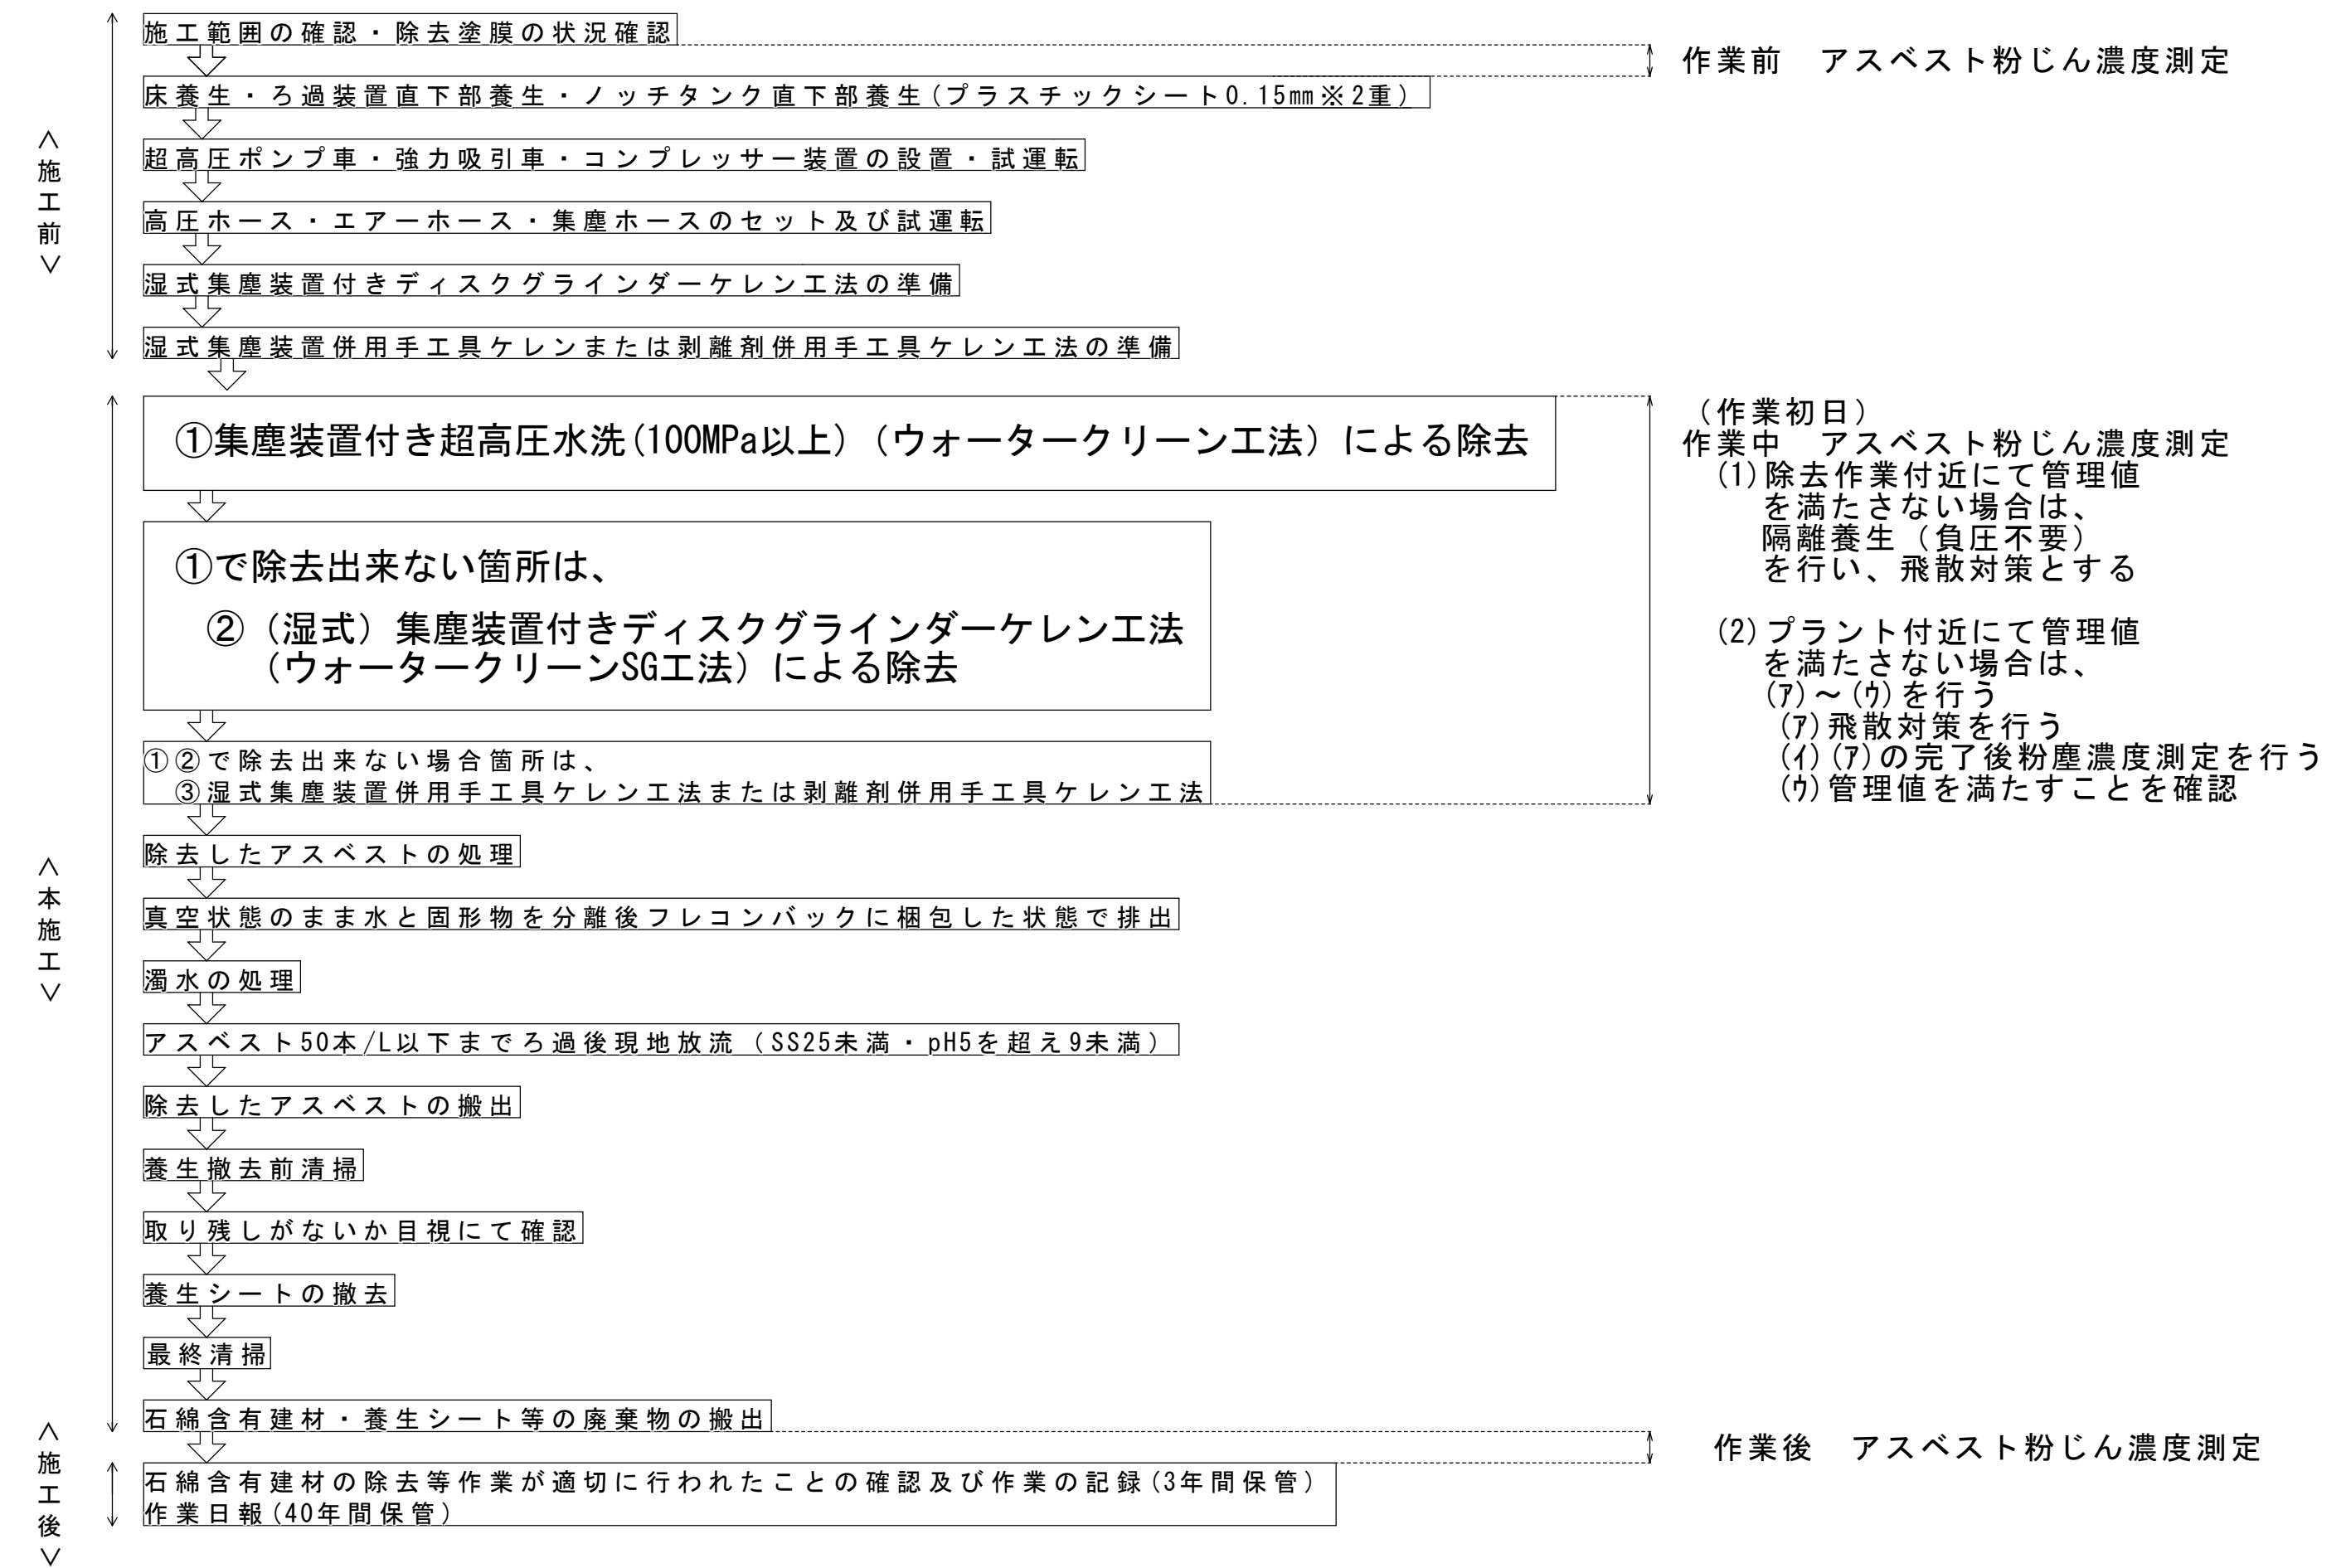 施工範囲の確認・除去塗膜の状況確認
作業前　アスベスト粉じん濃度測定
床養生・ろ過装置直下部養生・ノッチタンク直下部養生(プラスチックシート0.15㎜※2重)
超高圧ポンプ車・強力吸引車・コンプレッサー装置の設置・試運転
<施工前>
高圧ホース・エアーホース・集塵ホースのセット及び試運転
湿式集塵装置付きディスクグラインダーケレン工法の準備
湿式集塵装置併用手工具ケレンまたは剥離剤併用手工具ケレン工法の準備
①集塵装置付き超高圧水洗(100MPa以上)（ウォータークリーン工法）による除去
①で除去出来ない箇所は、
②（湿式）集塵装置付きディスクグラインダーケレン工法
（ウォータークリーンSG工法）による除去
①②で除去出来ない場合箇所は、
③湿式集塵装置併用手工具ケレン工法または剥離剤併用手工具ケレン工法
（作業初日）
作業中　アスベスト粉じん濃度測定
(1)除去作業付近にて管理値
を満たさない場合は、
隔離養生（負圧不要）
を行い、飛散対策とする
(2)プラント付近にて管理値
を満たさない場合は、
(ｱ)～(ｳ)を行う
(ｱ)飛散対策を行う
(ｲ)(ｱ)の完了後粉塵濃度測定を行う
(ｳ)管理値を満たすことを確認
除去したアスベストの処理
<本施工>
真空状態のまま水と固形物を分離後フレコンバックに梱包した状態で排出
濁水の処理
アスベスト50本/L以下までろ過後現地放流（SS25未満・pH5を超え9未満）
除去したアスベストの搬出
養生撤去前清掃
取り残しがないか目視にて確認
養生シートの撤去
最終清掃
石綿含有建材・養生シート等の廃棄物の搬出
作業後　アスベスト粉じん濃度測定
<施工後>
石綿含有建材の除去等作業が適切に行われたことの確認及び作業の記録(3年間保管)
作業日報(40年間保管)